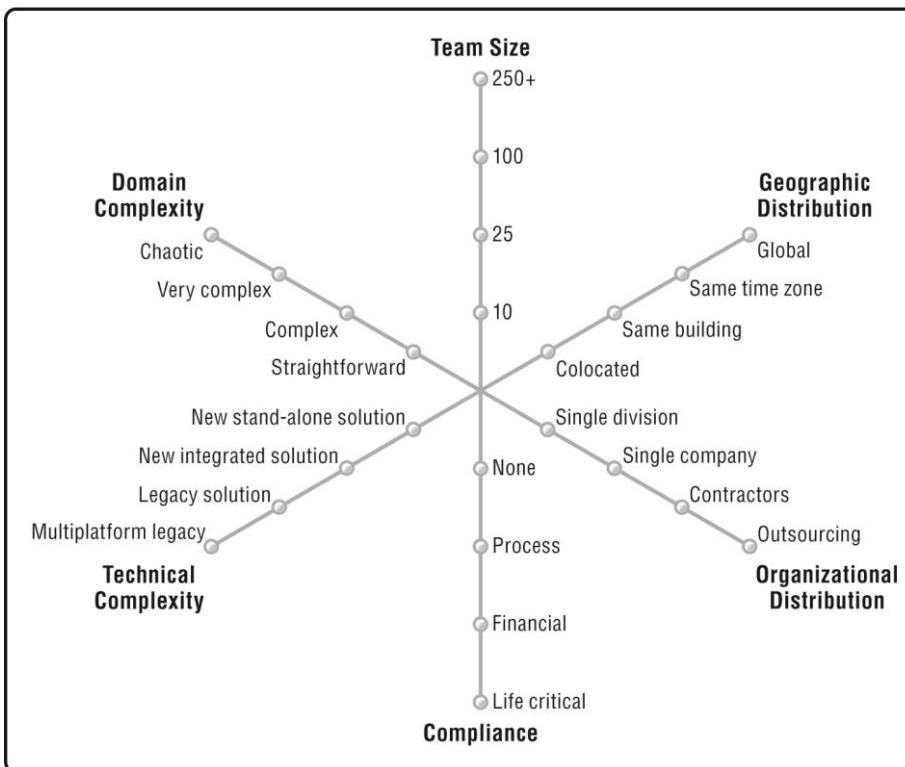 Team Size
250+
100
25
10
Domain
Complexity
Chaotic
Very complex
Complex
Straightforward
Geographic
Distribution
Global
Same time zone
Same building
Colocated
New stand-alone solution
New integrated solution
Legacy solution
Multiplatform legacy
Technical
Complexity
None
Process
Financial
Life critical
Compliance
Single division
Single company
Contractors
Outsourcing
Organizational
Distribution